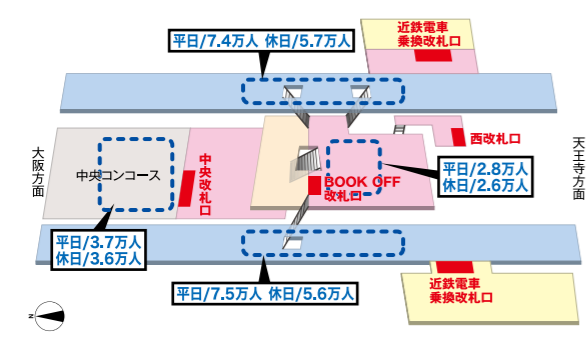 平日/7.4万人 休日/5.7万人
近鉄電車
乗換改札口
西改札口
大阪方面
天王寺方面
中央コンコース
中央改札口
BOOK OFF
改札口
平日/2.8万人
休日/2.6万人
平日/3.7万人
休日/3.6万人
平日/7.5万人 休日/5.6万人
近鉄電車
乗換改札口
N